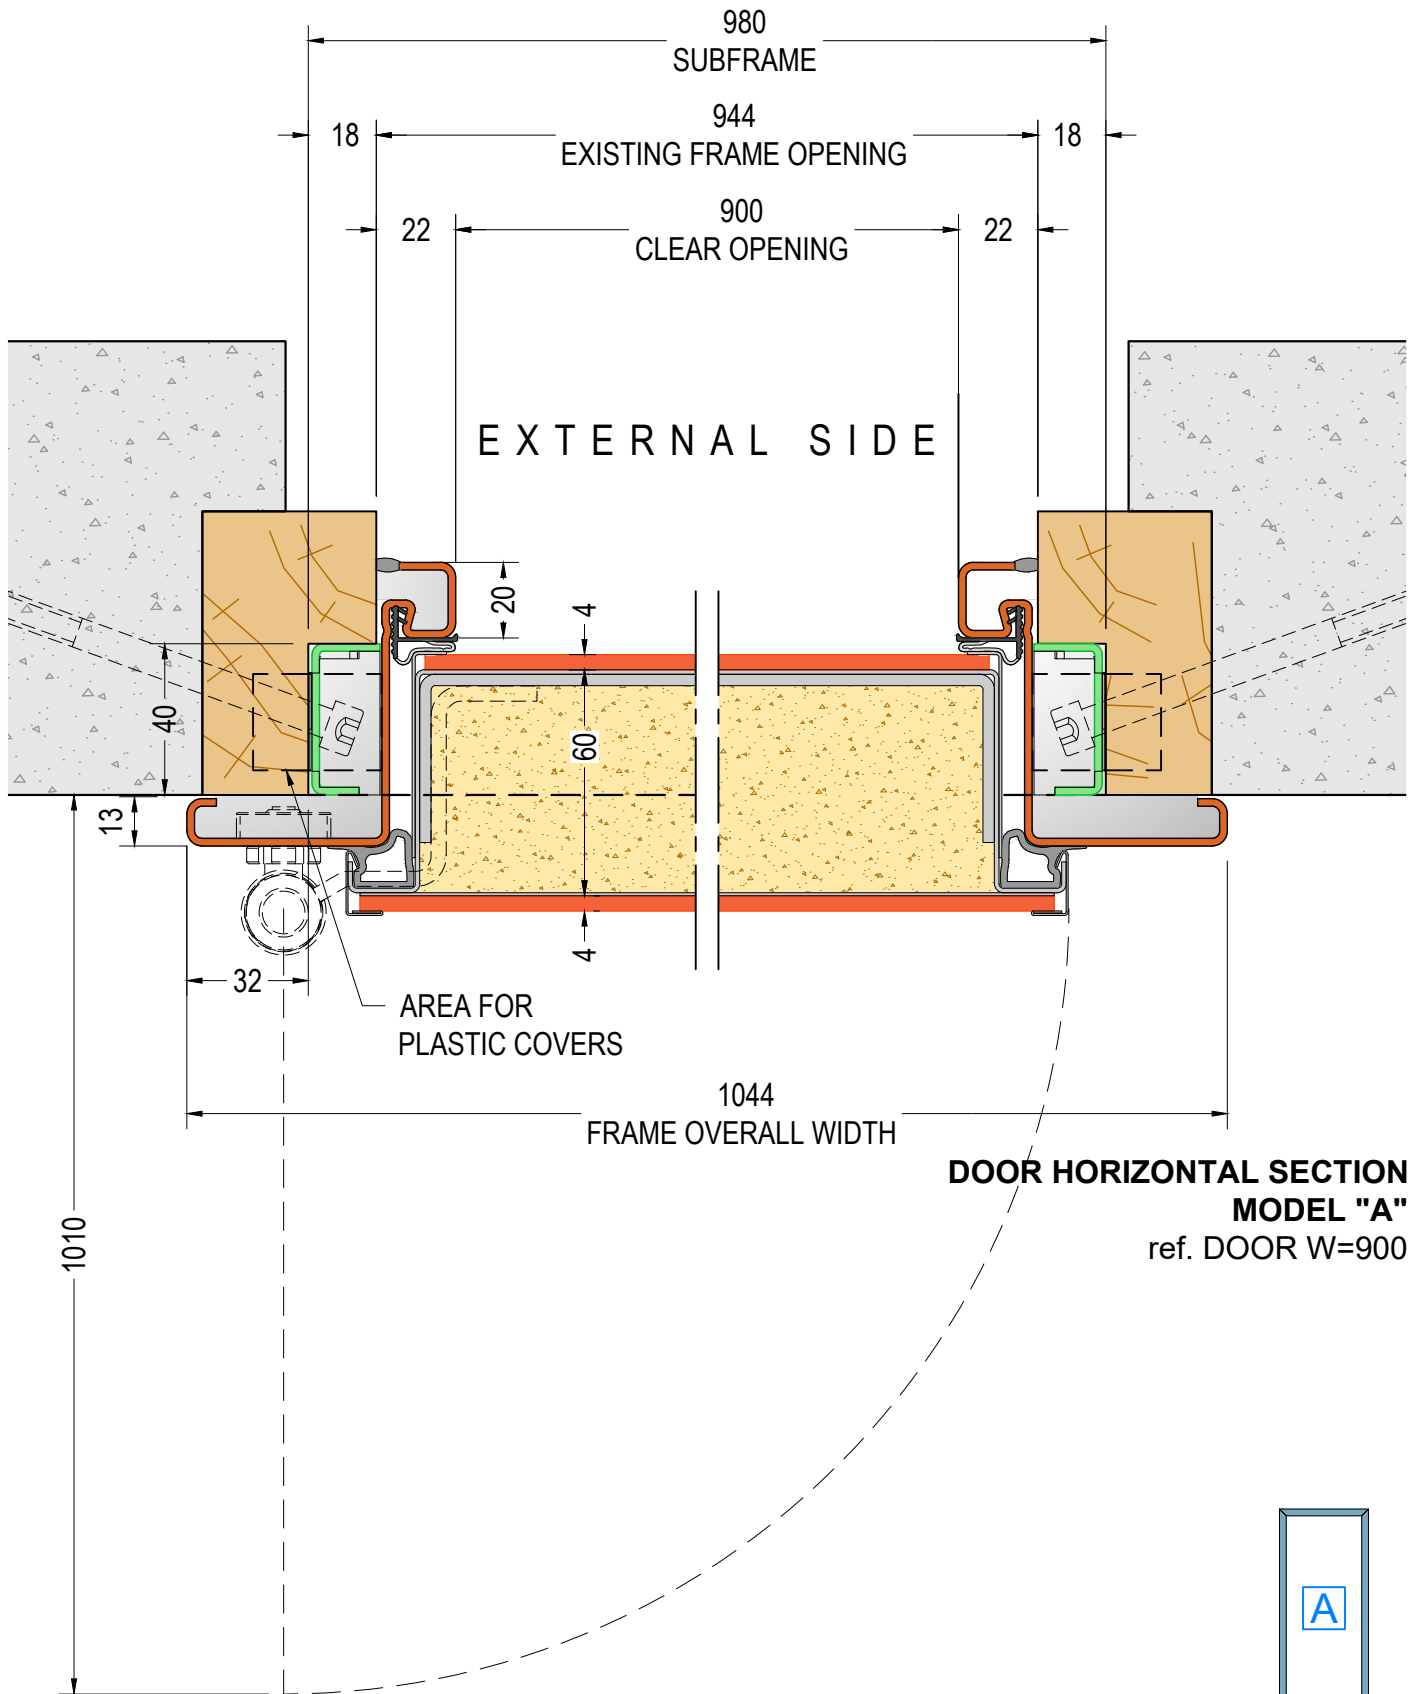 980
SUBFRAME
18
944
18
EXISTING FRAME OPENING
22
900
22
CLEAR OPENING
EXTERNAL SIDE
20
4
40
60
13
4
32
AREA FOR
PLASTIC COVERS
1044
FRAME OVERALL WIDTH
DOOR HORIZONTAL SECTION
MODEL "A"
ref. DOOR W=900
1010
A